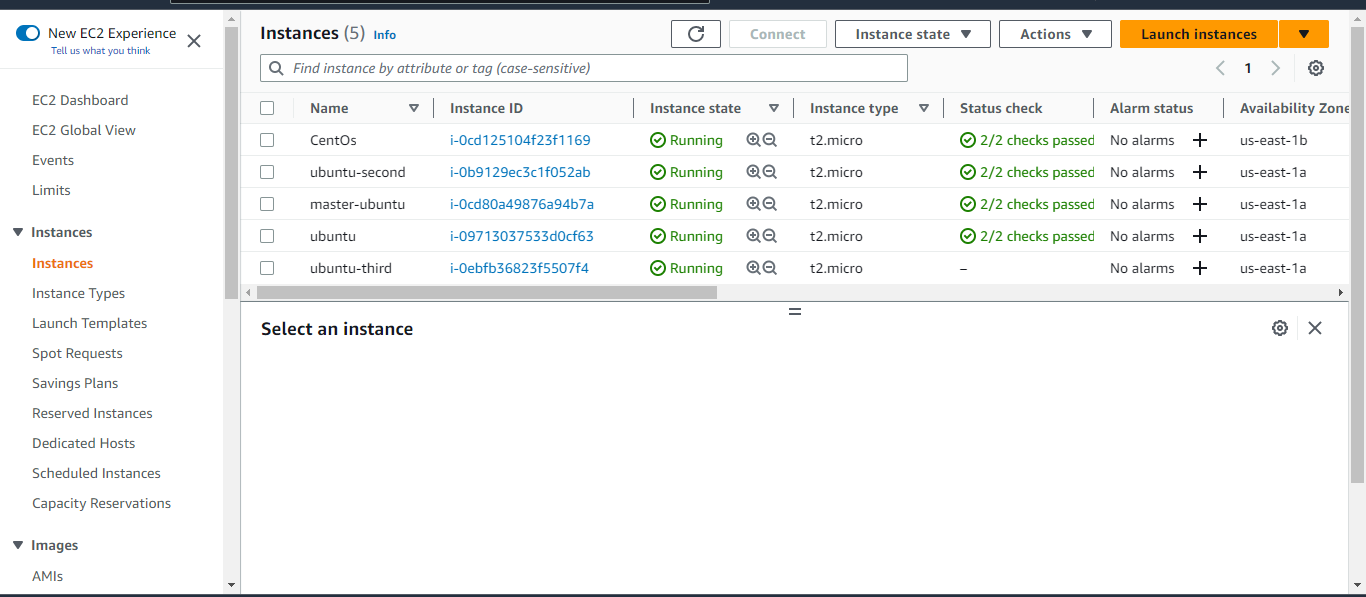 New EC2 Experience
Tell us what you think
EC2 Dashboard
EC2 Global View
Events
Limits
Instances
Instances
Instance Types
Launch Templates
Spot Requests
Savings Plans
Reserved Instances
Dedicated Hosts
Scheduled Instances
Capacity Reservations
Images
AMIs
Instances (5) Info
Connect
Instance state
Actions
Launch instances
Find instance by attribute or tag (case-sensitive)
1
Name Instance ID Instance state Instance type Status check Alarm status Availability Zone
CentOs i-0cd125104f23f1169 Running t2.micro 2/2 checks passed No alarms + us-east-1b
ubuntu-second i-0b9129ec3c1f052ab Running t2.micro 2/2 checks passed No alarms + us-east-1a
master-ubuntu i-0cd80a49876a94b7a Running t2.micro 2/2 checks passed No alarms + us-east-1a
ubuntu i-09713037533d0cf63 Running t2.micro 2/2 checks passed No alarms + us-east-1a
ubuntu-third i-0ebfb36823f5507f4 Running t2.micro – No alarms + us-east-1a
Select an instance